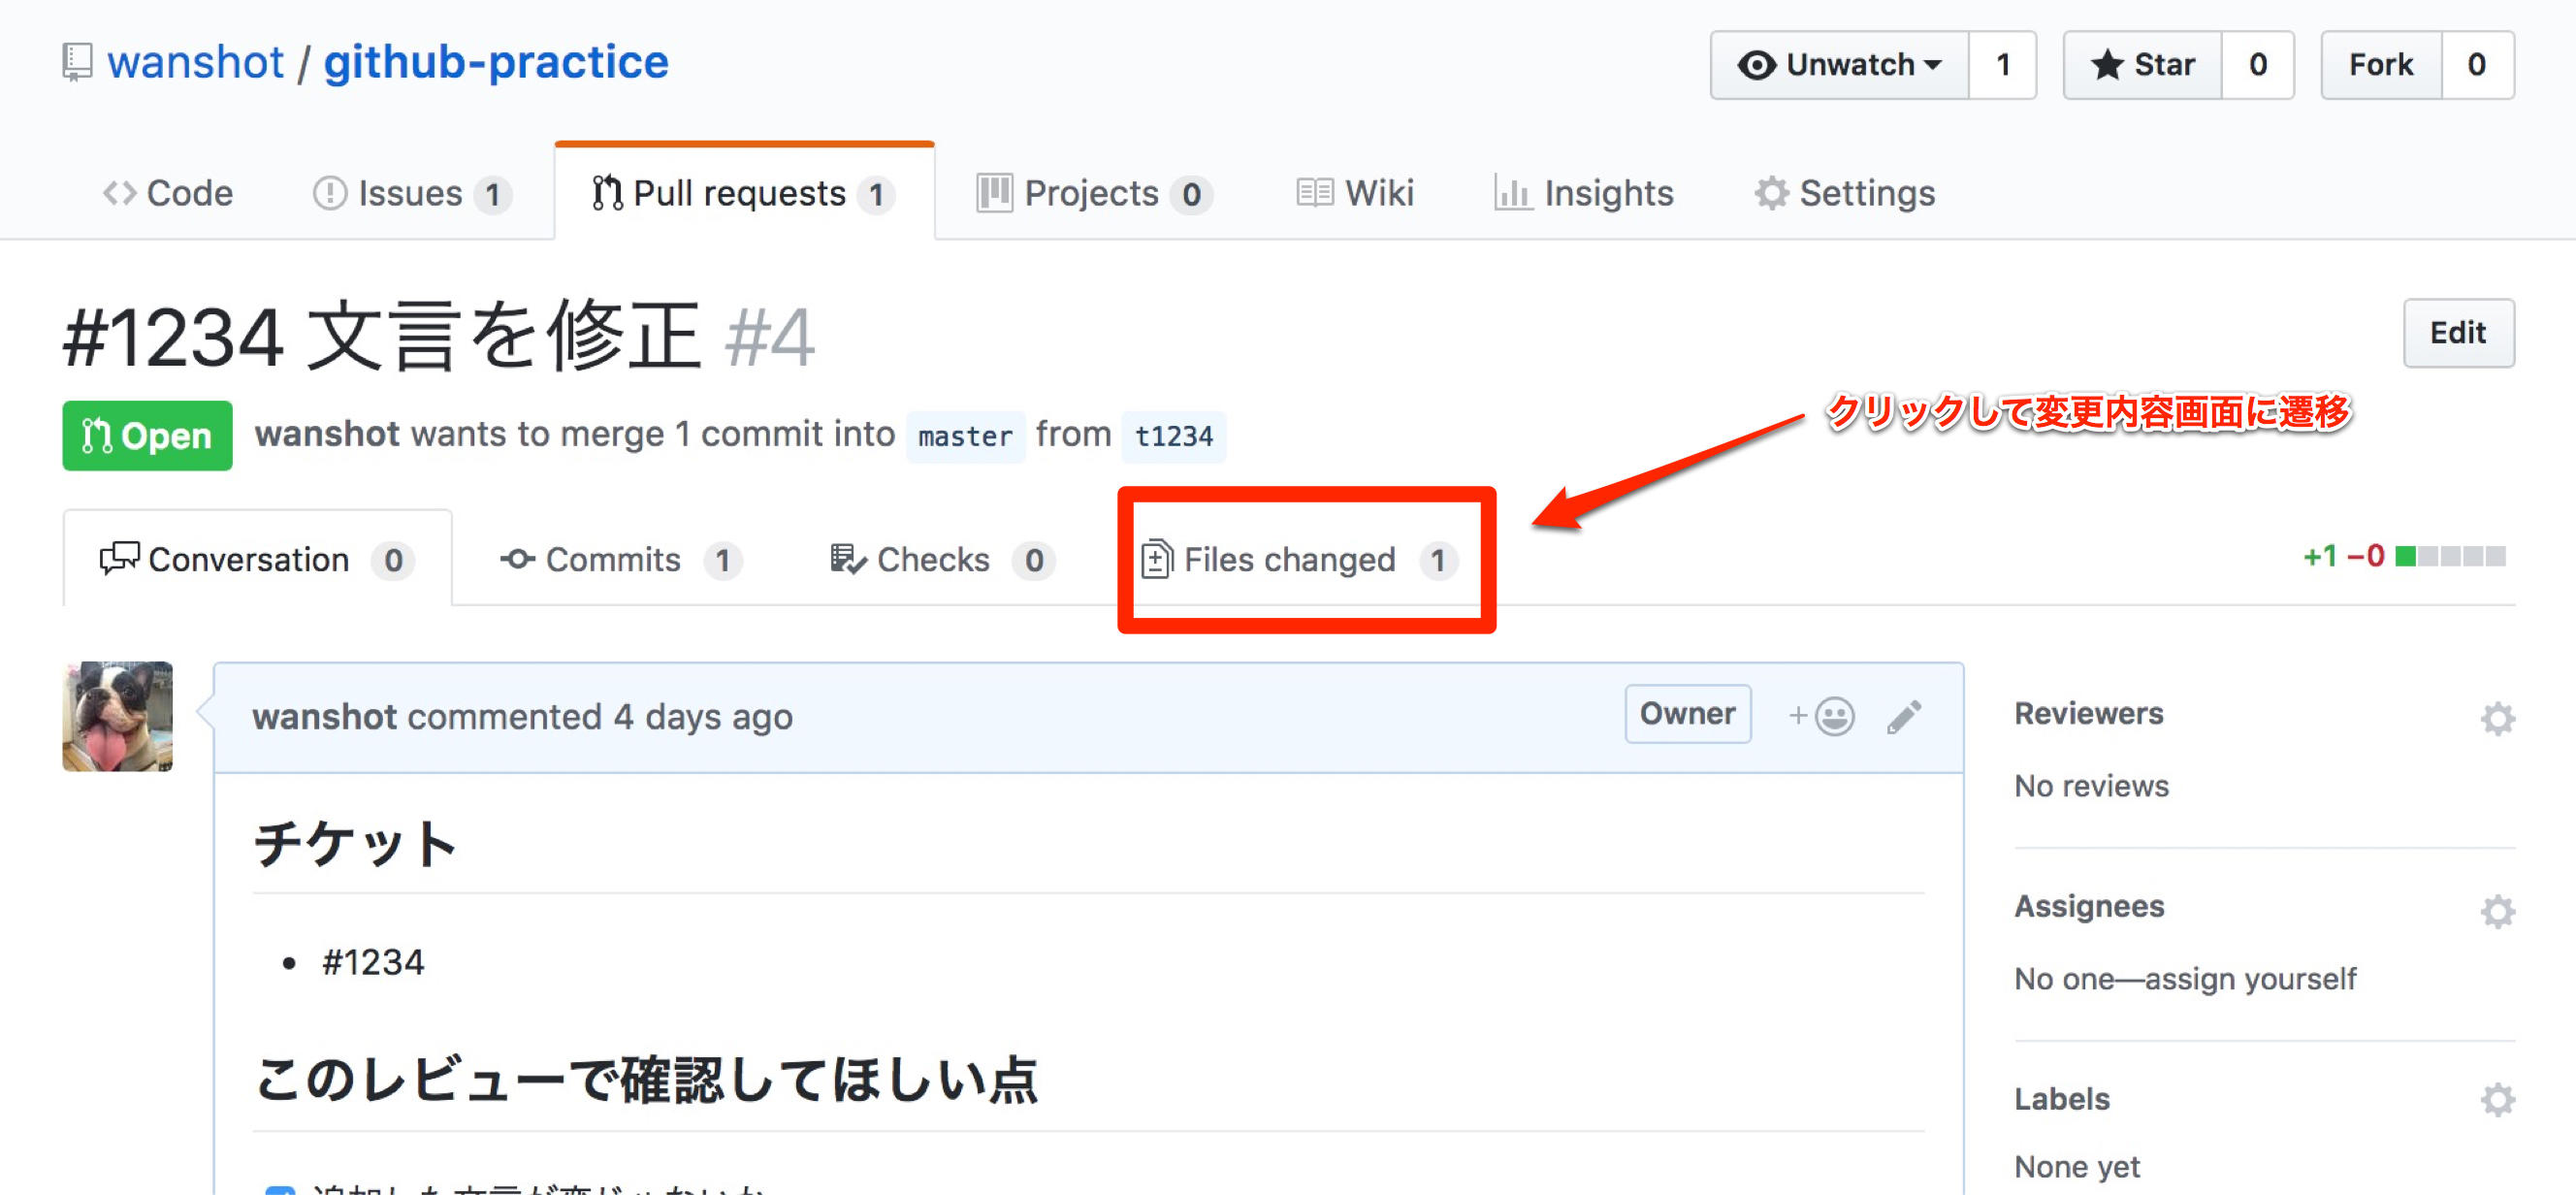 wanshot / github-practice
Unwatch 1 Star 0 Fork 0
Code Issues 1 Pull requests 1 Projects 0 Wiki Insights Settings
#1234 文言を修正 #4
Edit
クリックして変更内容画面に遷移
Open wanshot wants to merge 1 commit into master from t1234
Conversation 0 Commits 1 Checks 0 Files changed 1 +1 −0
wanshot commented 4 days ago Owner
Reviewers
No reviews
チケット
Assignees
• #1234
No one—assign yourself
このレビューで確認してほしい点
Labels
None yet